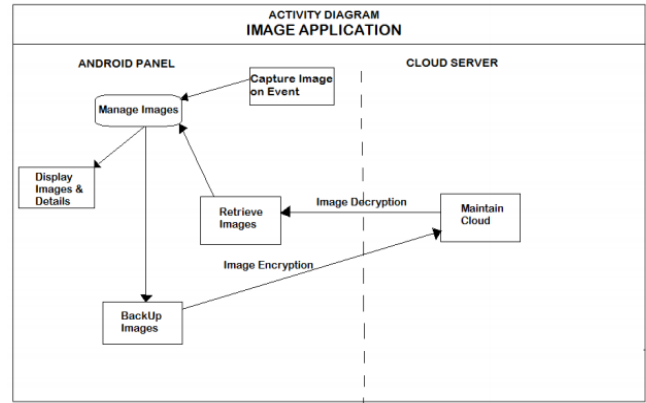 ACTIVITY DIAGRAM
IMAGE APPLICATION
ANDROID PANEL
CLOUD SERVER
Capture Image
on Event
Manage Images
Display
Images &
Details
Retrieve
Images
Image Decryption
Maintain
Cloud
Image Encryption
BackUp
Images